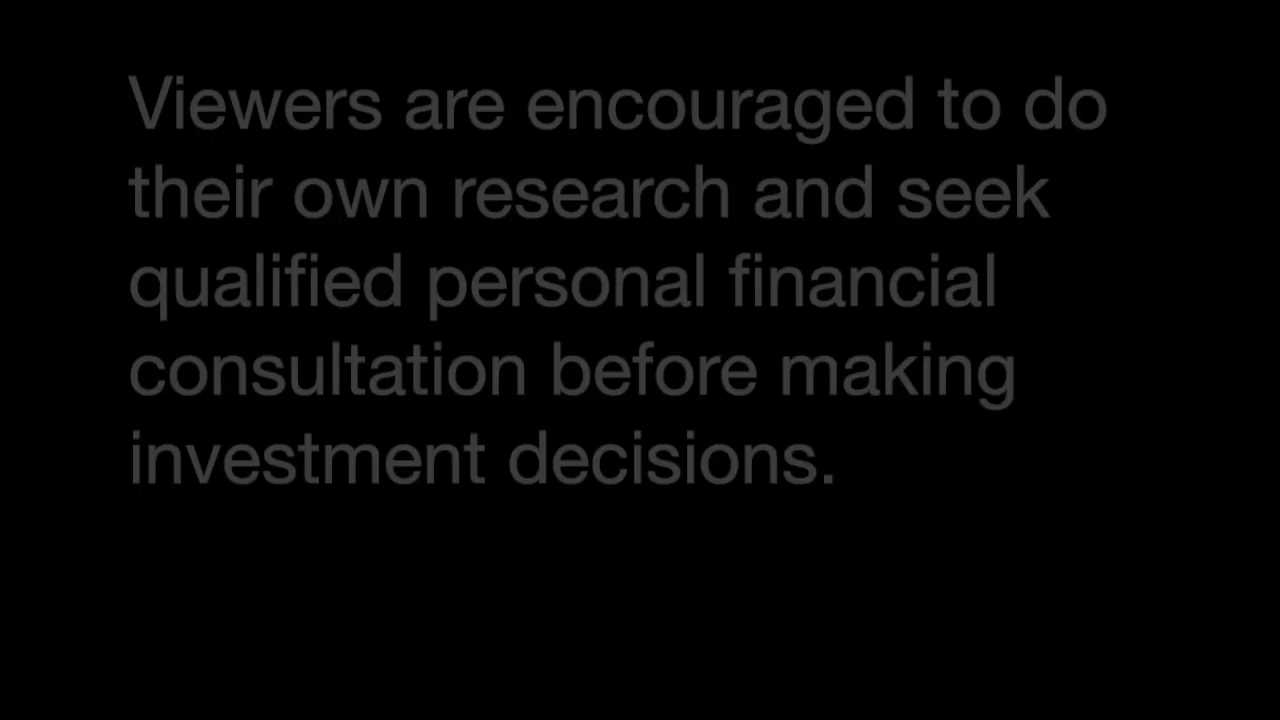 Viewers are encouraged to do
their own research and seek
qualified personal financial
consultation before making
investment decisions.